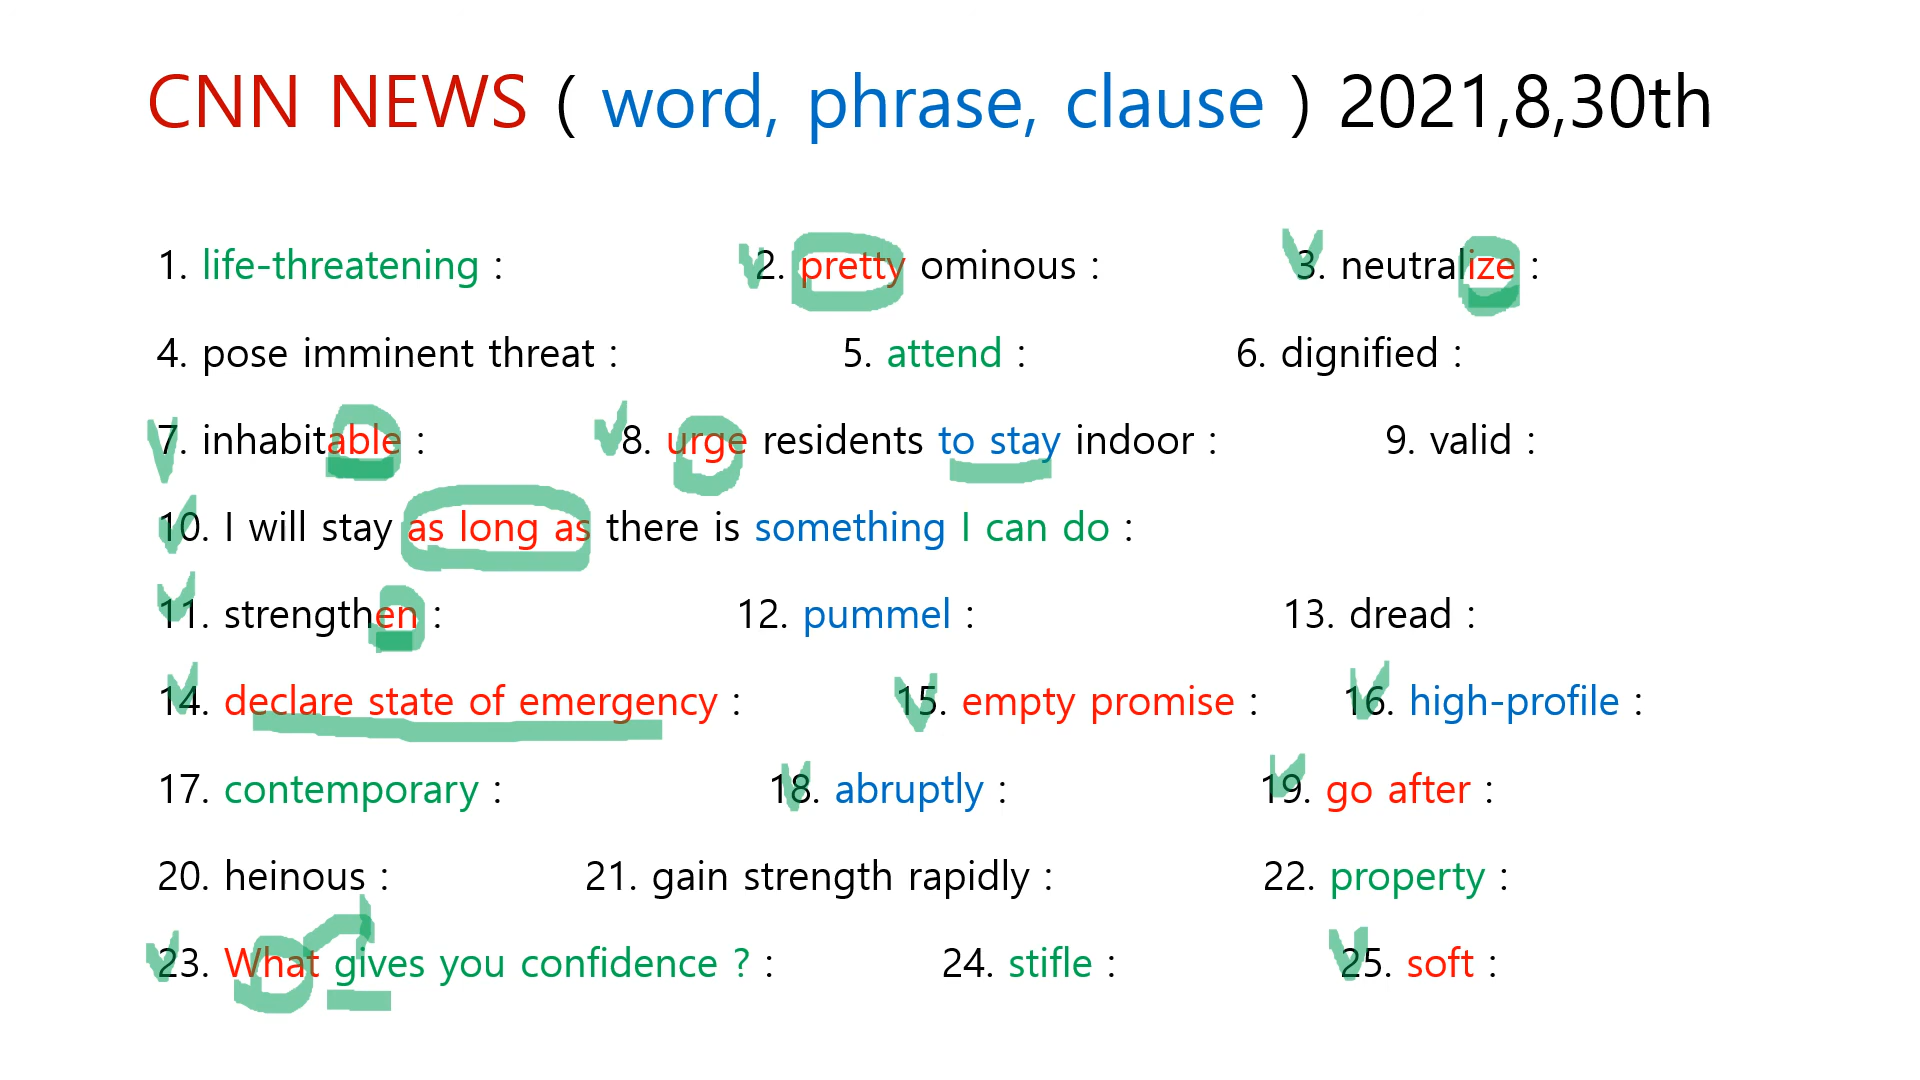 CNN NEWS ( word, phrase, clause ) 2021,8,30th
1. life-threatening : 2. pretty ominous : 3. neutralize :
4. pose imminent threat : 5. attend : 6. dignified :
7. inhabitable : 8. urge residents to stay indoor : 9. valid :
10. I will stay as long as there is something I can do :
11. strengthen : 12. pummel : 13. dread :
14. declare state of emergency : 15. empty promise : 16. high-profile :
17. contemporary : 18. abruptly : 19. go after :
20. heinous : 21. gain strength rapidly : 22. property :
23. What gives you confidence ? : 24. stifle : 25. soft :